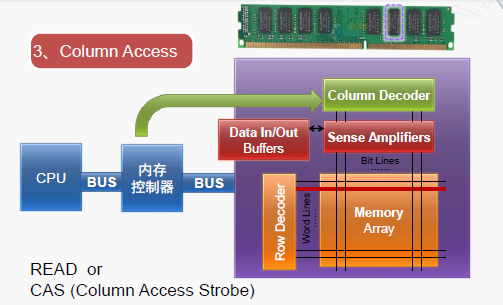 3、Column Access
Column Decoder
Data In/Out
Buffers
Sense Amplifiers
Bit Lines
......
CPU
BUS
内存
控制器
BUS
Row Decoder
Word Lines
......
Memory
Array
READ or
CAS (Column Access Strobe)